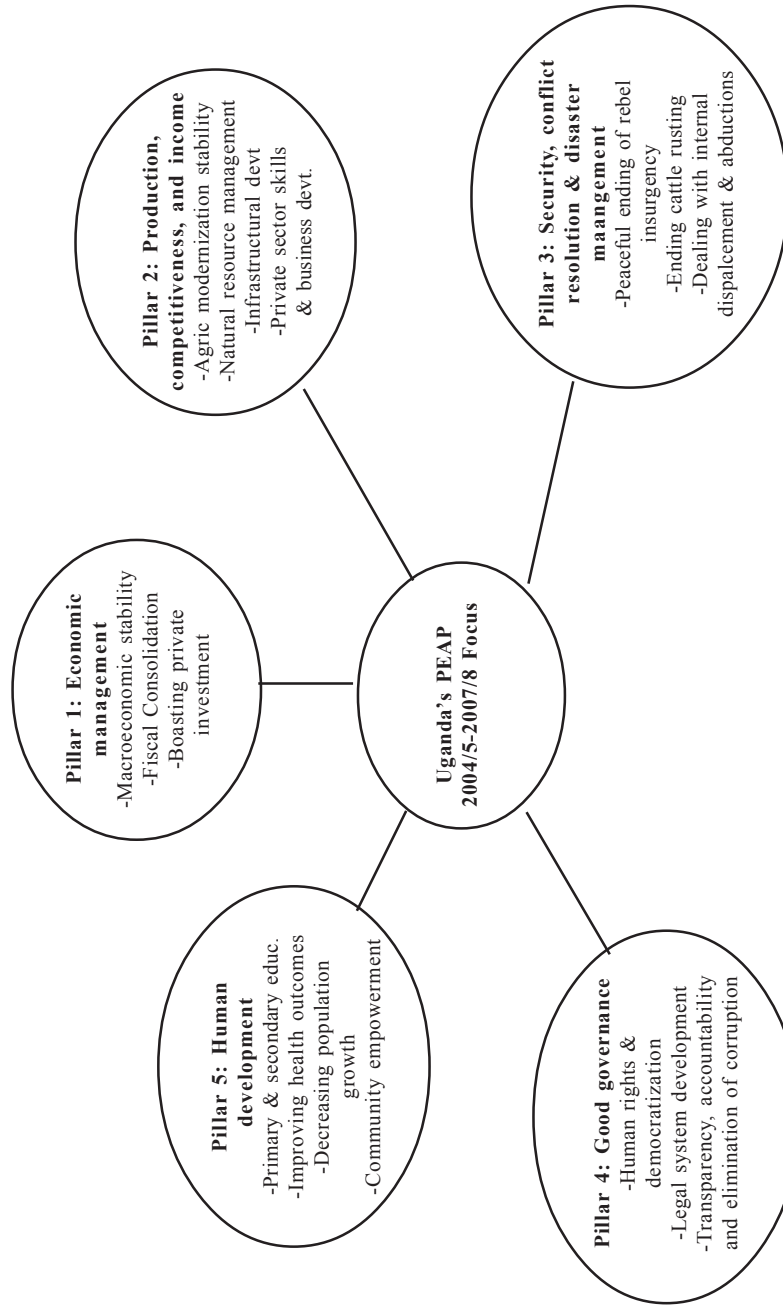 Pillar 1: Economic
management
-Macroeconomic stability
-Fiscal Consolidation
-Boasting private
investment
Pillar 2: Production,
competitiveness, and income
-Agric modernization stability
-Natural resource management
-Infrastructural devt
-Private sector skills
& business devt.
Pillar 3: Security, conflict
resolution & disaster
maangement
-Peaceful ending of rebel
insurgency
-Ending cattle rusting
-Dealing with internal
dispalcement & abductions
Pillar 4: Good governance
-Human rights &
democratization
-Legal system development
-Transparency, accountability
and elimination of corruption
Pillar 5: Human
development
-Primary & secondary educ.
-Improving health outcomes
-Decreasing population
growth
-Community empowerment
Uganda’s PEAP
2004/5-2007/8 Focus